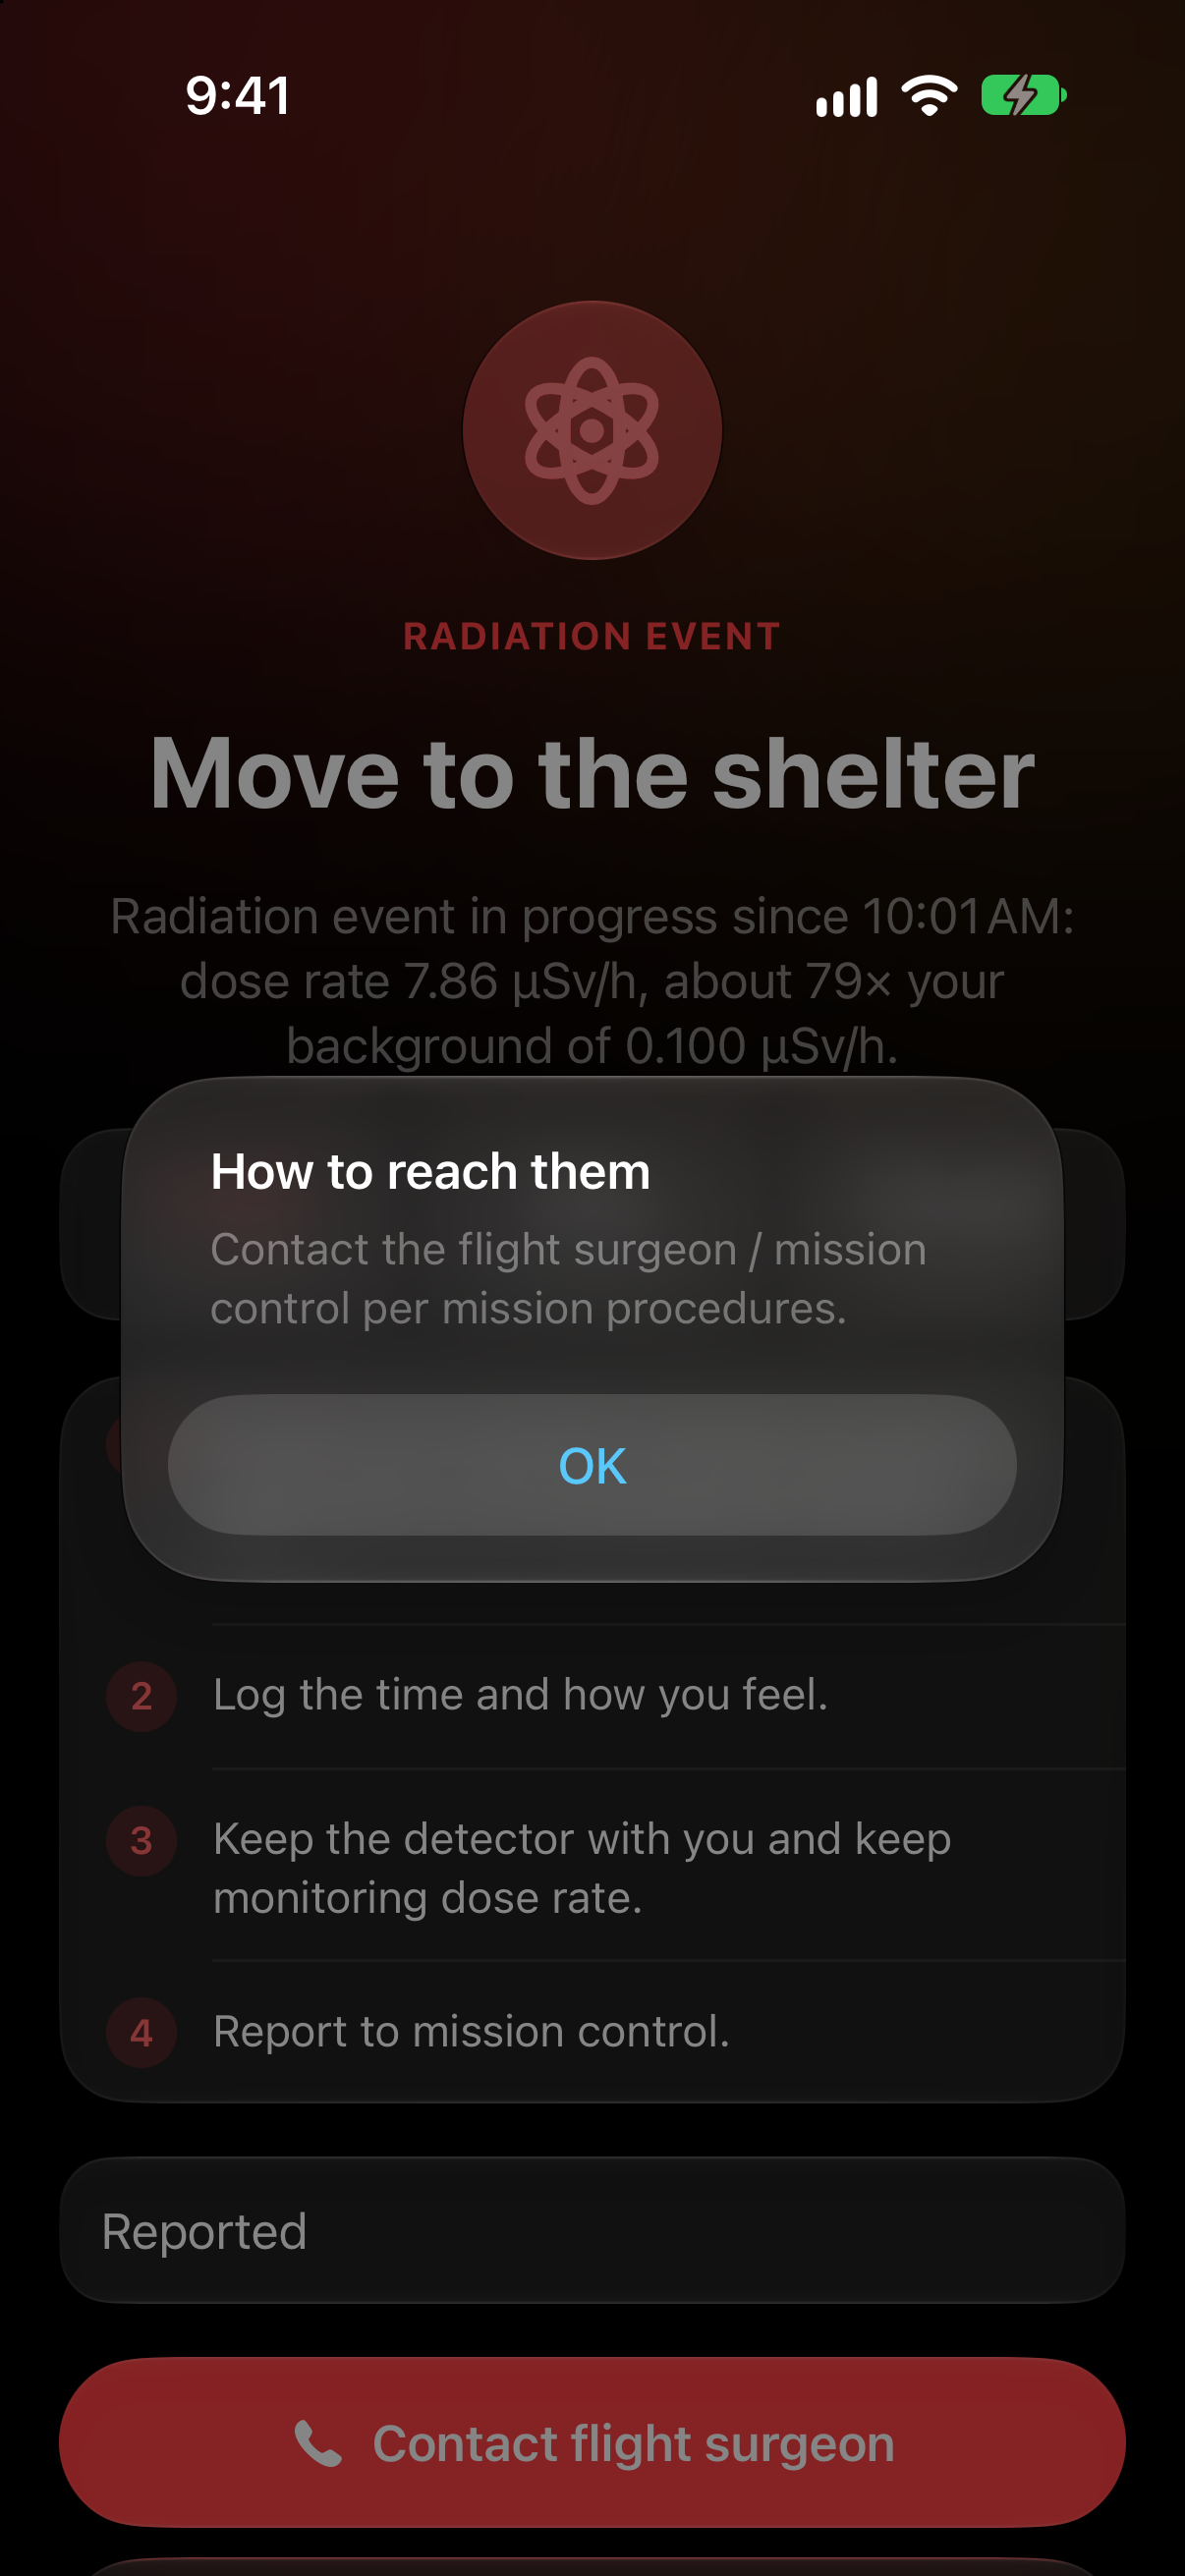 9:41
RADIATION EVENT
Move to the shelter
Radiation event in progress since 10:01 AM:
dose rate 7.86 µSv/h, about 79× your
background of 0.100 µSv/h.
How to reach them
Contact the flight surgeon / mission
control per mission procedures.
OK
2 Log the time and how you feel.
3 Keep the detector with you and keep
monitoring dose rate.
4 Report to mission control.
Reported
Contact flight surgeon